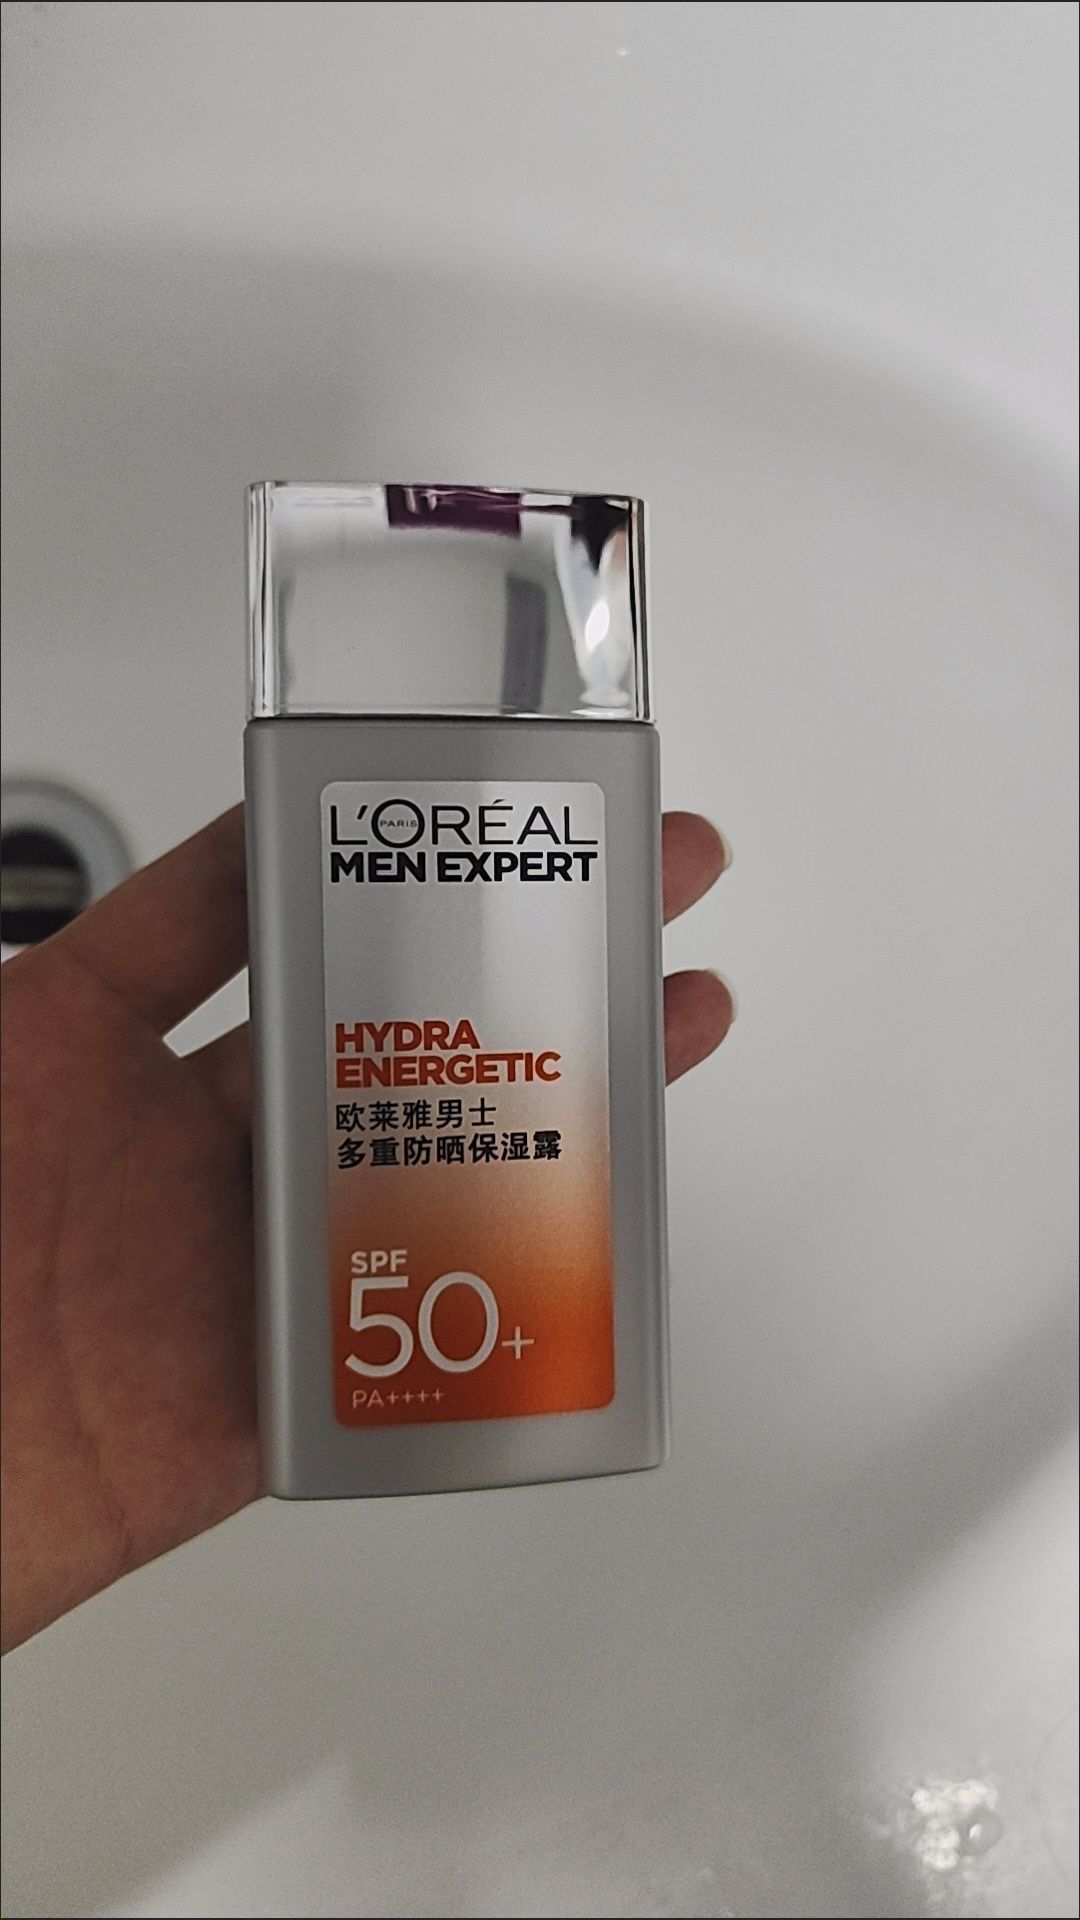 L'ORÉAL
PARIS
MEN EXPERT
HYDRA
ENERGETIC
欧莱雅男士
多重防晒保湿露
SPF
50+
PA++++